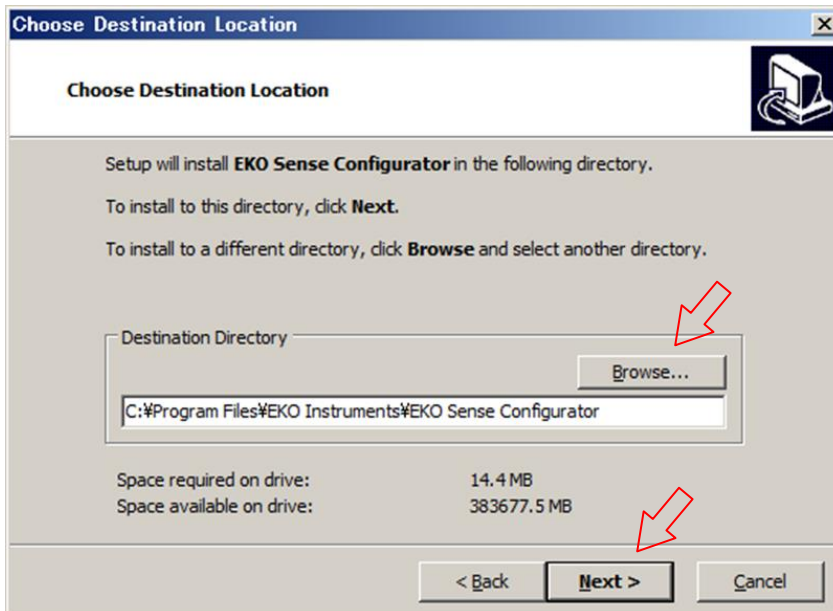 Choose Destination Location
Choose Destination Location
Setup will install EKO Sense Configurator in the following directory.
To install to this directory, click Next.
To install to a different directory, click Browse and select another directory.
Destination Directory
Browse...
C:¥Program Files¥EKO Instruments¥EKO Sense Configurator
Space required on drive: 14.4 MB
Space available on drive: 383677.5 MB
< Back Next > Cancel